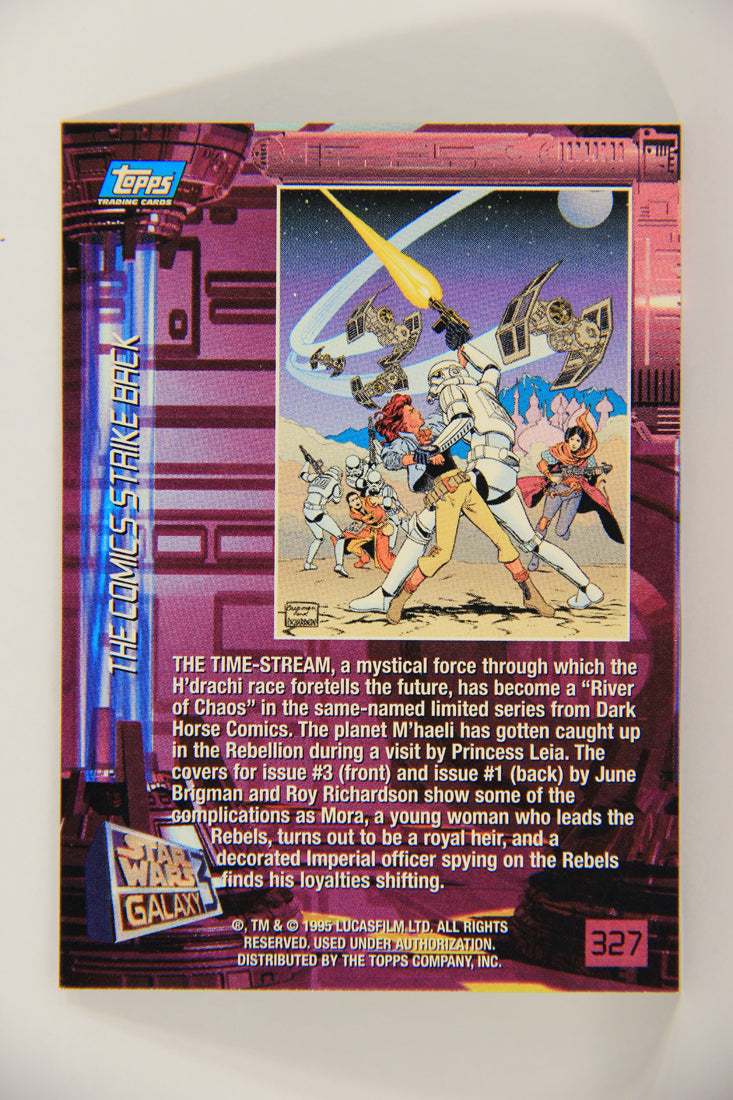 topps
TRADING CARDS
THE COMICS STRIKE BACK
Brigman
and
RICHARDSON
THE TIME-STREAM, a mystical force through which the
H'drachi race foretells the future, has become a “River
of Chaos” in the same-named limited series from Dark
Horse Comics. The planet M'haeli has gotten caught up
in the Rebellion during a visit by Princess Leia. The
covers for issue #3 (front) and issue #1 (back) by June
Brigman and Roy Richardson show some of the
complications as Mora, a young woman who leads the
Rebels, turns out to be a royal heir, and a
decorated Imperial officer spying on the Rebels
finds his loyalties shifting.
STAR
WARS
GALAXY 3
®, TM & © 1995 LUCASFILM LTD. ALL RIGHTS
RESERVED. USED UNDER AUTHORIZATION.
DISTRIBUTED BY THE TOPPS COMPANY, INC.
327